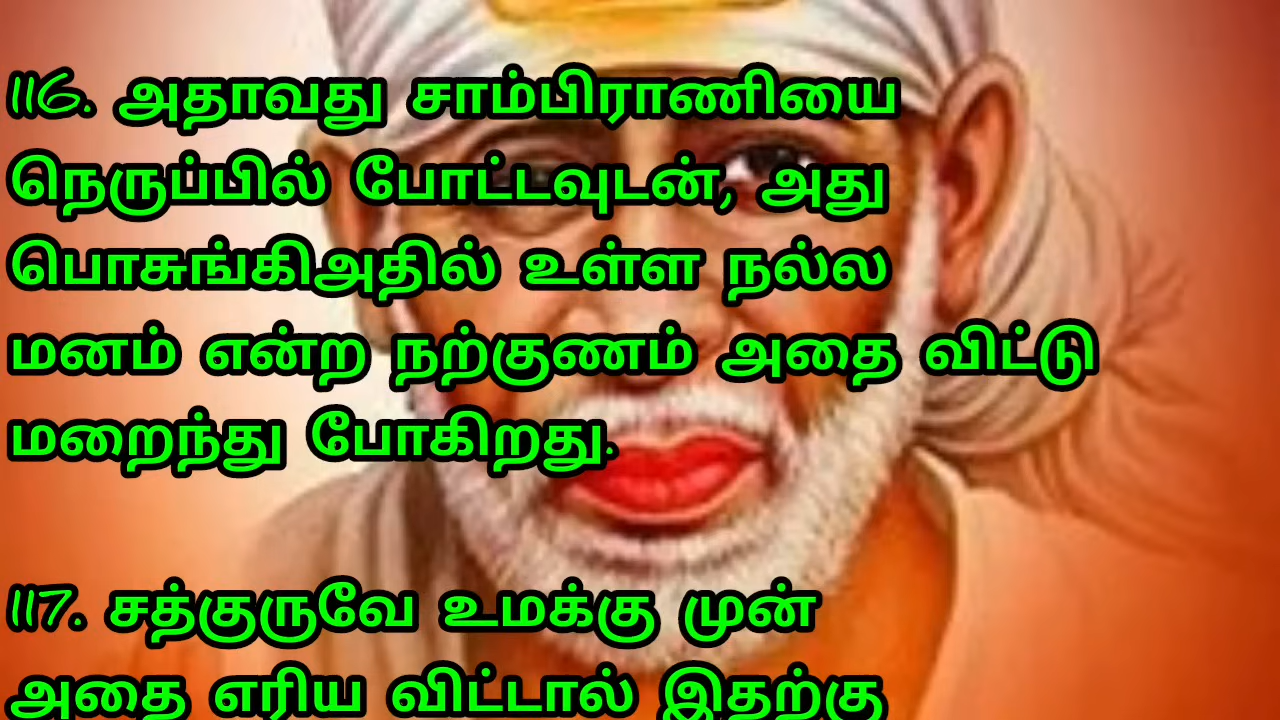 116. அதாவது சாம்பிராணியை
நெருப்பில் போட்டவுடன், அது
பொசுங்கிஅதில் உள்ள நல்ல
மனம் என்ற நற்குணம் அதை விட்டு
மறைந்து போகிறது.
117. சத்குருவே உமக்கு முன்
அதை எரிய விட்டால் இதற்கு